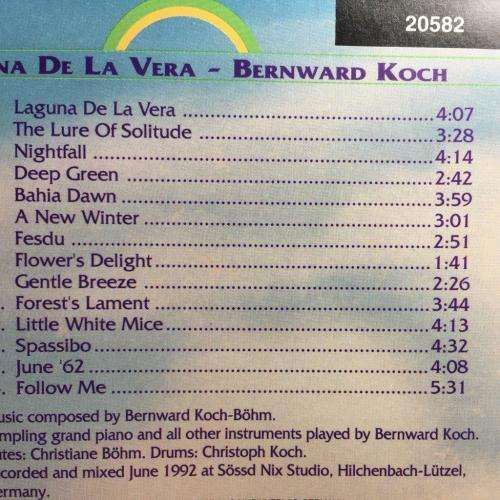 20582
NA DE LA VERA - BERNWARD KOCH
Laguna De La Vera ........ 4:07
The Lure Of Solitude ........ 3:28
Nightfall ........ 4:14
Deep Green ........ 2:42
Bahia Dawn ........ 3:59
A New Winter ........ 3:01
Fesdu ........ 2:51
Flower's Delight ........ 1:41
Gentle Breeze ........ 2:26
. Forest's Lament ........ 3:44
. Little White Mice ........ 4:13
. Spassibo ........ 4:32
. June '62 ........ 4:08
. Follow Me ........ 5:31
usic composed by Bernward Koch-Böhm.
mpling grand piano and all other instruments played by Bernward Koch.
utes: Christiane Böhm. Drums: Christoph Koch.
ecorded and mixed June 1992 at Sössd Nix Studio, Hilchenbach-Lützel,
ermany.